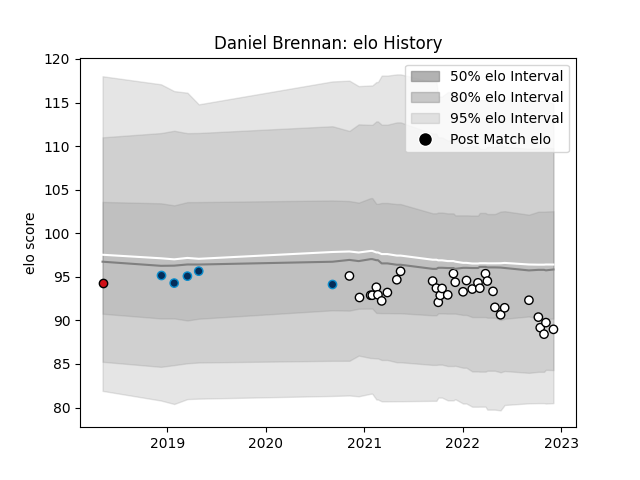 Daniel Brennan: elo History
120
115
110
105
100
95
90
85
80
elo score
50% elo Interval
80% elo Interval
95% elo Interval
Post Match elo
2019
2020
2021
2022
2023